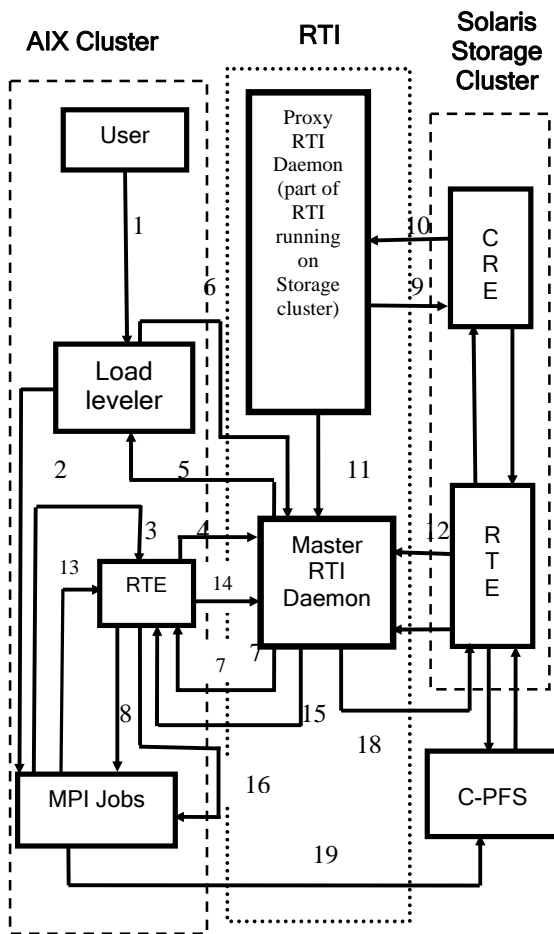 AIX Cluster
RTI
Solaris
Storage
Cluster
User
1
Proxy
RTI
Daemon
(part of
RTI
running
on
Storage
cluster)
10
9
C
R
E
6
Load
leveler
2
5
11
3
4
13
RTE
14
Master
RTI
Daemon
12
R
T
E
7
7
8
15
18
16
MPI Jobs
C-PFS
19